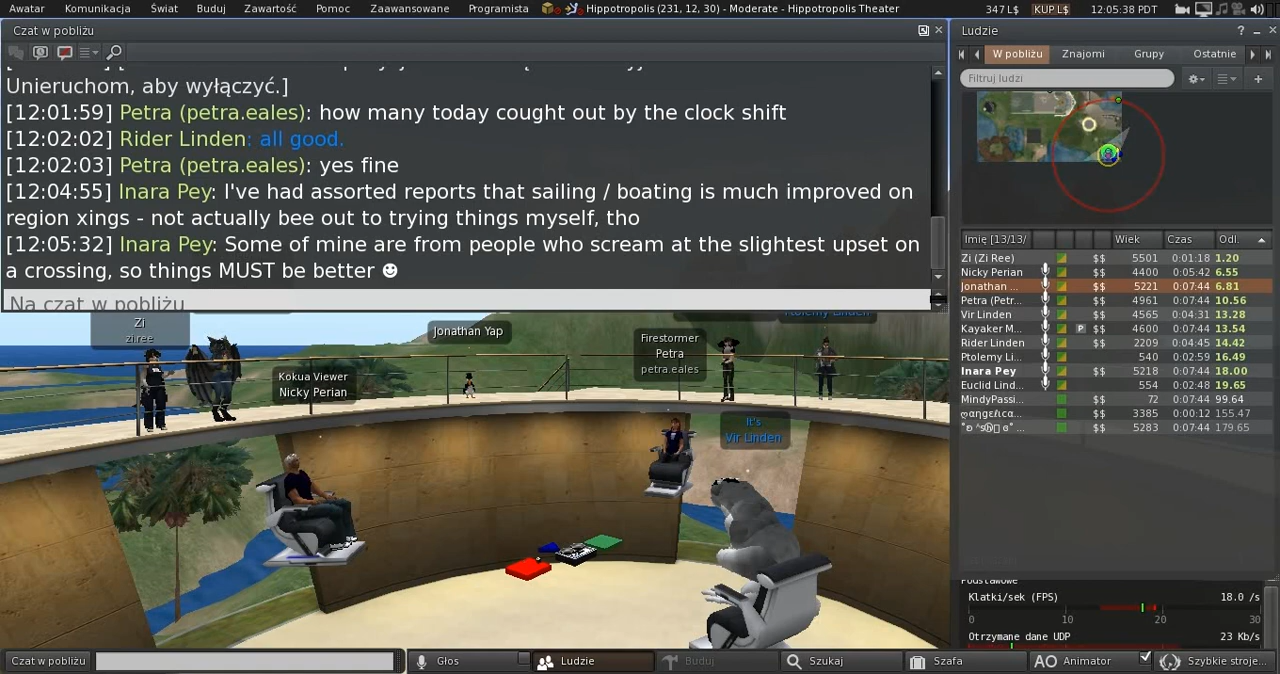 Awatar Komunikacja Świat Buduj Zawartość Pomoc Zaawansowane Programista Hippotropolis (231, 12, 30) - Moderate - Hippotropolis Theater 347 L$ KUP L$ 12:05:38 PDT
Czat w pobliżu
Unieruchom, aby wyłączyć.]
[12:01:59] Petra (petra.eales): how many today cought out by the clock shift
[12:02:02] Rider Linden: all good.
[12:02:03] Petra (petra.eales): yes fine
[12:04:55] Inara Pey: I've had assorted reports that sailing / boating is much improved on
region xings - not actually bee out to trying things myself, tho
[12:05:32] Inara Pey: Some of mine are from people who scream at the slightest upset on
a crossing, so things MUST be better ☻
Na czat w pobliżu
Ludzie
W pobliżu Znajomi Grupy Ostatnie
Filtruj ludzi
Imię [13/13/ Wiek Czas Odl.
Zi (Zi Ree) $$ 5501 0:01:18 1.20
Nicky Perian $$ 4400 0:05:42 6.55
Jonathan ... $$ 5221 0:07:44 6.81
Petra (Petr... $$ 4961 0:07:44 10.56
Vir Linden $$ 4565 0:04:31 13.28
Kayaker M... P $$ 4600 0:07:44 13.54
Rider Linden $$ 2209 0:04:45 14.42
Ptolemy Li... 540 0:02:59 16.49
Inara Pey $$ 5218 0:07:44 18.00
Euclid Lind... 554 0:02:48 19.65
MindyPassi... $$ 72 0:07:44 99.64
$$ 3385 0:00:12 155.47
$$ 5283 0:07:44 179.65
Podstawowe
Klatki/sek (FPS) 18.0 /s
0 10 20 30
Otrzymane dane UDP 23 Kb/s
Zi
zi.ree
Jonathan Yap
Ptolemy Linden
Firestormer
Petra
petra.eales
Kokua Viewer
Nicky Perian
It's
Vir Linden
Czat w pobliżu Głos Ludzie Buduj Szukaj Szafa AO Animator Szybkie stroje...